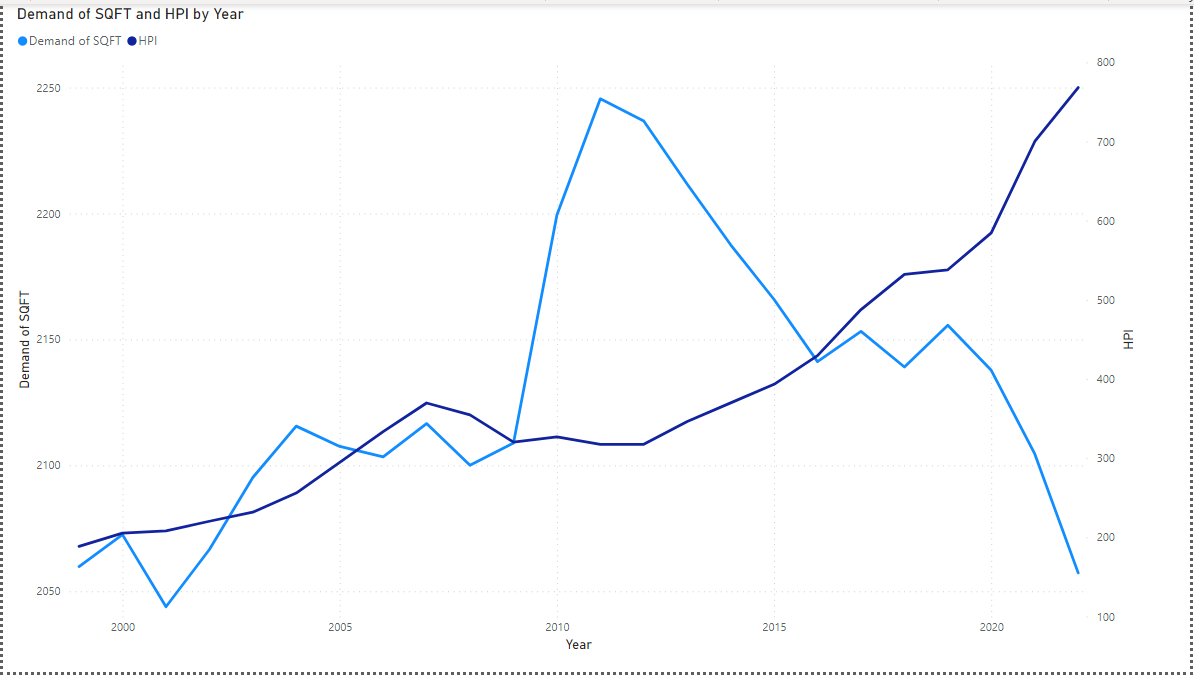 Demand of SQFT and HPI by Year
Demand of SQFT HPI
800
2250
700
2200
600
500
2150
Demand of SQFT
HPI
400
2100
300
200
2050
100
2000 2005 2010 2015 2020
Year